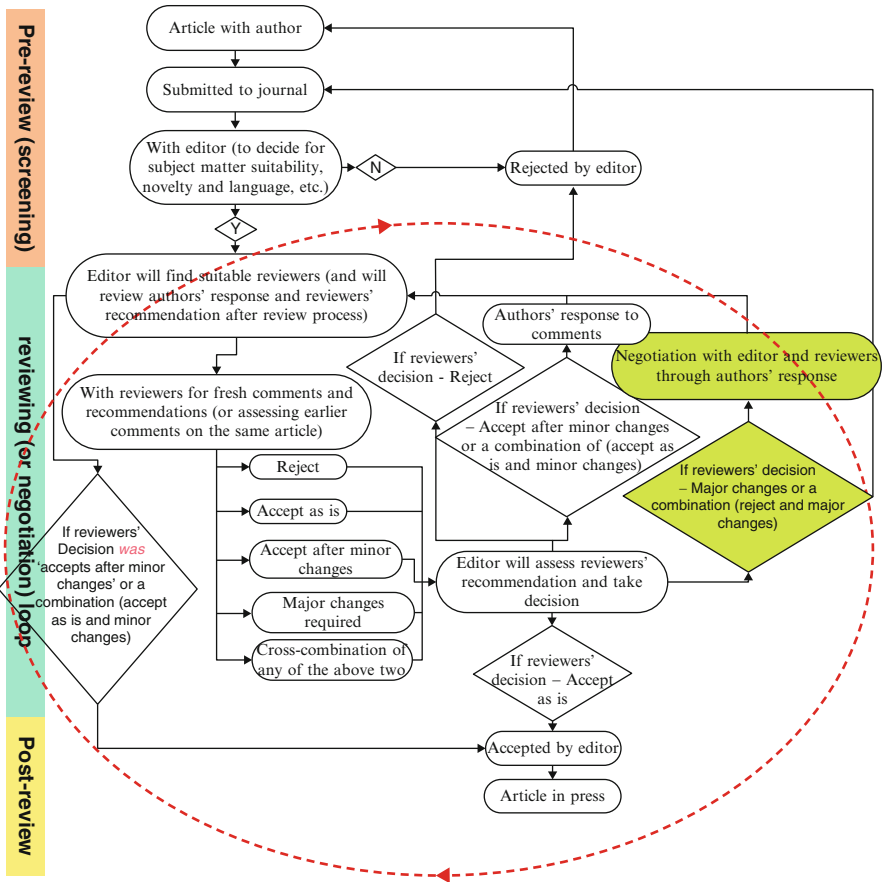 Pre-review (screening)
reviewing (or negotiation) loop
Post-review
Article with author
Submitted to journal
With editor (to decide for
subject matter suitability,
novelty and language, etc.)
N
Rejected by editor
Y
Editor will find suitable reviewers (and will
review authors' response and reviewers'
recommendation after review process)
Authors' response to
comments
If reviewers'
decision - Reject
Negotiation with editor and reviewers
through authors' response
With reviewers for fresh comments and
recommendations (or assessing earlier
comments on the same article)
If reviewers' decision
– Accept after minor changes
or a combination of (accept as
is and minor changes)
If reviewers' decision
– Major changes or a
combination (reject and major
changes)
Reject
Accept as is
Accept after minor
changes
Major changes
required
Cross-combination of
any of the above two
If reviewers'
Decision was
'accepts after minor
changes' or a
combination (accept
as is and minor
changes)
Editor will assess reviewers'
recommendation and take
decision
If reviewers'
decision – Accept
as is
Accepted by editor
Article in press